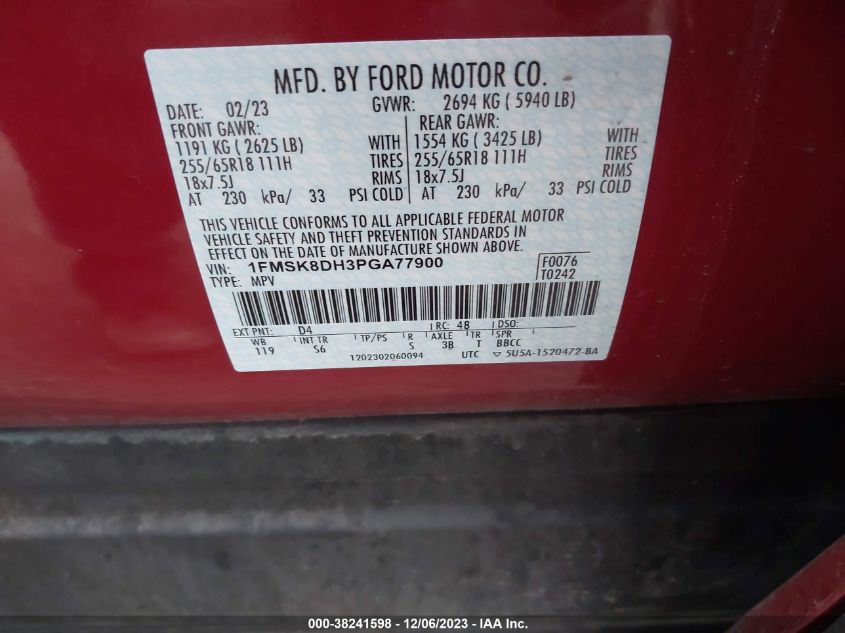 MFD. BY FORD MOTOR CO.
DATE: 02/23 GVWR: 2694 KG ( 5940 LB)
FRONT GAWR: REAR GAWR:
1191 KG ( 2625 LB) WITH 1554 KG ( 3425 LB) WITH
255/65R18 111H TIRES 255/65R18 111H TIRES
18x7.5J RIMS 18x7.5J RIMS
AT 230 kPa/ 33 PSI COLD AT 230 kPa/ 33 PSI COLD
THIS VEHICLE CONFORMS TO ALL APPLICABLE FEDERAL MOTOR
VEHICLE SAFETY AND THEFT PREVENTION STANDARDS IN
EFFECT ON THE DATE OF MANUFACTURE SHOWN ABOVE.
VIN: 1FMSK8DH3PGA77900 F0076
TYPE: MPV T0242
EXT PNT: D4 RC: 48 DSO:
WB INT TR TP/PS R AXLE TR SPR
119 S6 S 3B T BBCC
1202302060094 UTC ▽ 5U5A-1520472-BA
000-38241598 - 12/06/2023 - IAA Inc.